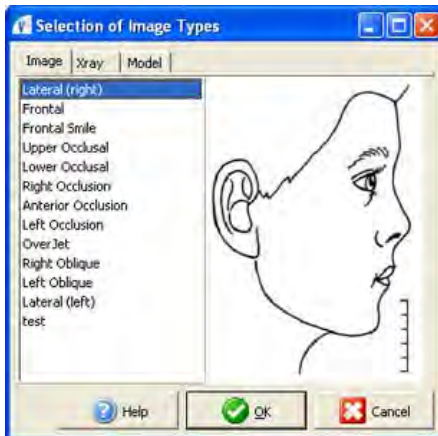 Selection of Image Types
Image Xray Model
Lateral (right)
Frontal
Frontal Smile
Upper Occlusal
Lower Occlusal
Right Occlusion
Anterior Occlusion
Left Occlusion
OverJet
Right Oblique
Left Oblique
Lateral (left)
test
Help OK Cancel